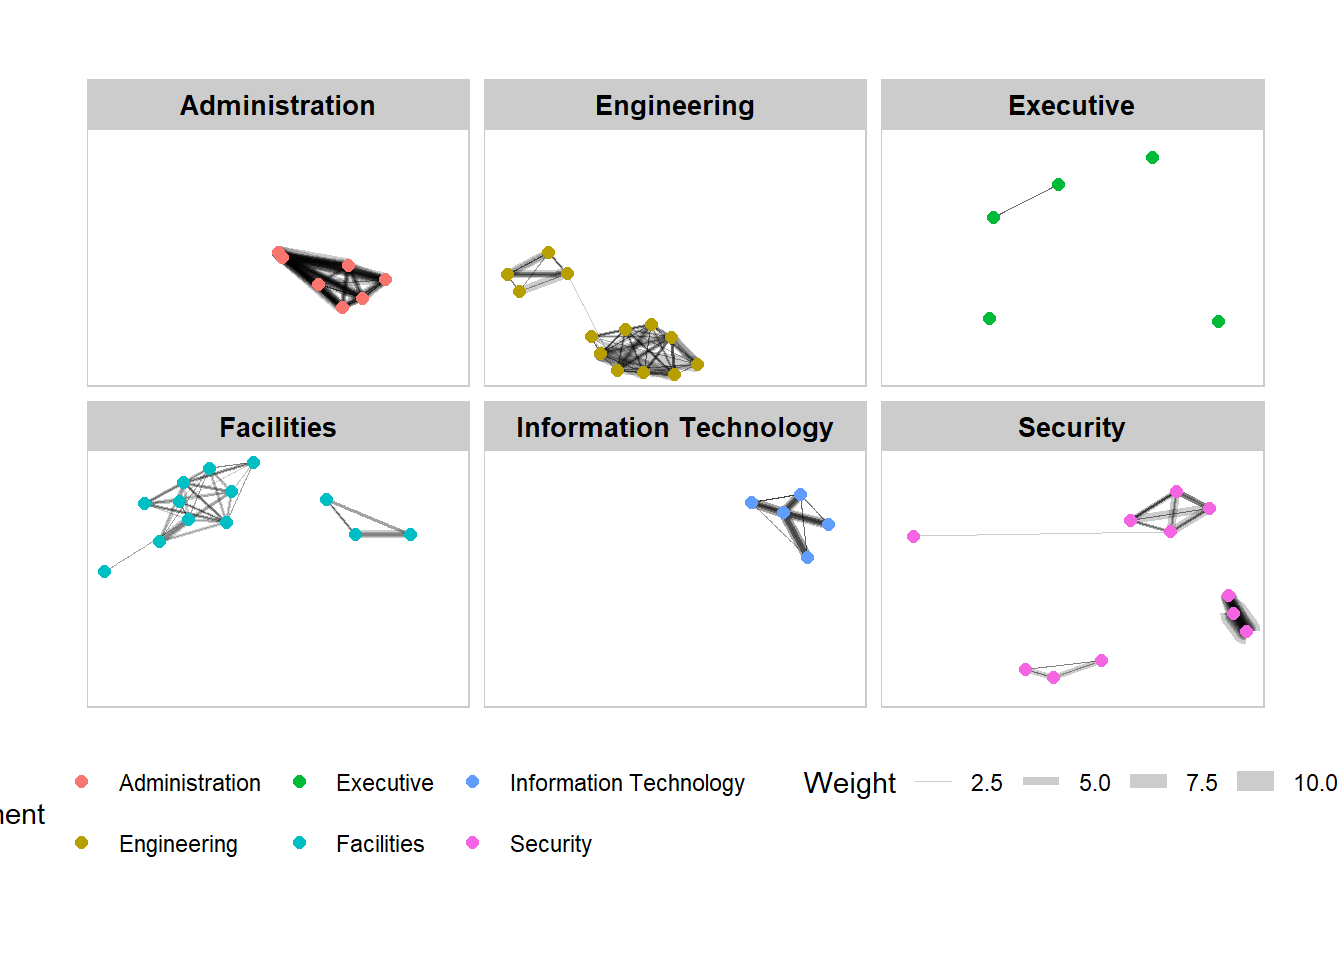 Administration
Engineering
Executive
Facilities
Information Technology
Security
Administration Executive Information Technology Weight 2.5 5.0 7.5 10.0
Engineering Facilities Security